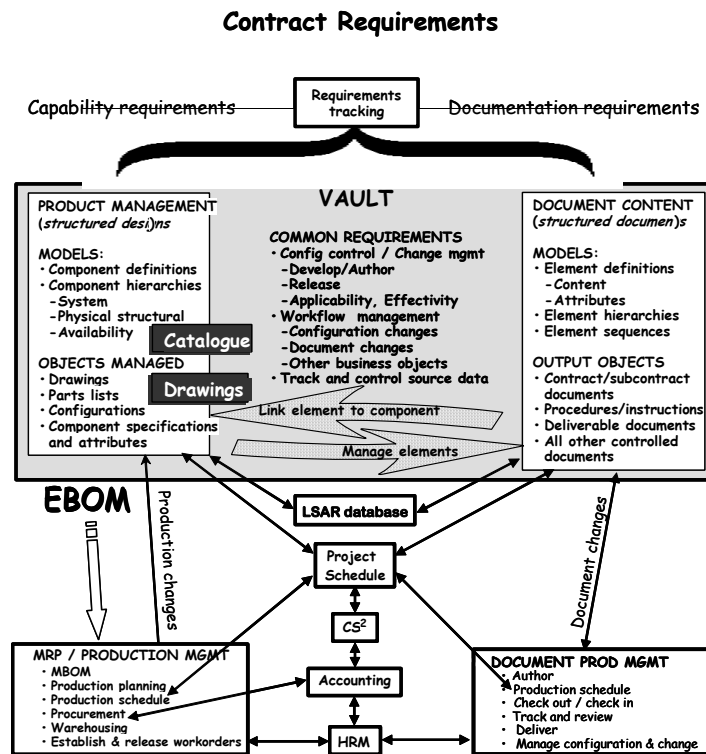 Contract Requirements
Capability requirements
Requirements
tracking
Documentation requirements
VAULT
PRODUCT MANAGEMENT
(structured desi)ns
MODELS:
· Component definitions
· Component hierarchies
-System
-Physical structural
-Availability
Catalogue
OBJECTS MANAGED
· Drawings
· Parts lists
· Configurations
· Component specifications
and attributes
Drawings
COMMON REQUIREMENTS
· Config control / Change mgmt
-Develop/Author
-Release
-Applicability, Effectivity
· Workflow management
-Configuration changes
-Document changes
-Other business objects
· Track and control source data
Link element to component
Manage elements
DOCUMENT CONTENT
(structured documen)s
MODELS:
· Element definitions
-Content
-Attributes
· Element hierarchies
· Element sequences
OUTPUT OBJECTS
· Contract/subcontract
documents
· Procedures/instructions
· Deliverable documents
· All other controlled
documents
EBOM
Production changes
LSAR database
Project
Schedule
CS²
Accounting
HRM
Document changes
MRP / PRODUCTION MGMT
· MBOM
· Production planning
· Production schedule
· Procurement
· Warehousing
· Establish & release workorders
DOCUMENT PROD MGMT
· Author
· Production schedule
· Check out / check in
· Track and review
· Deliver
· Manage configuration & change